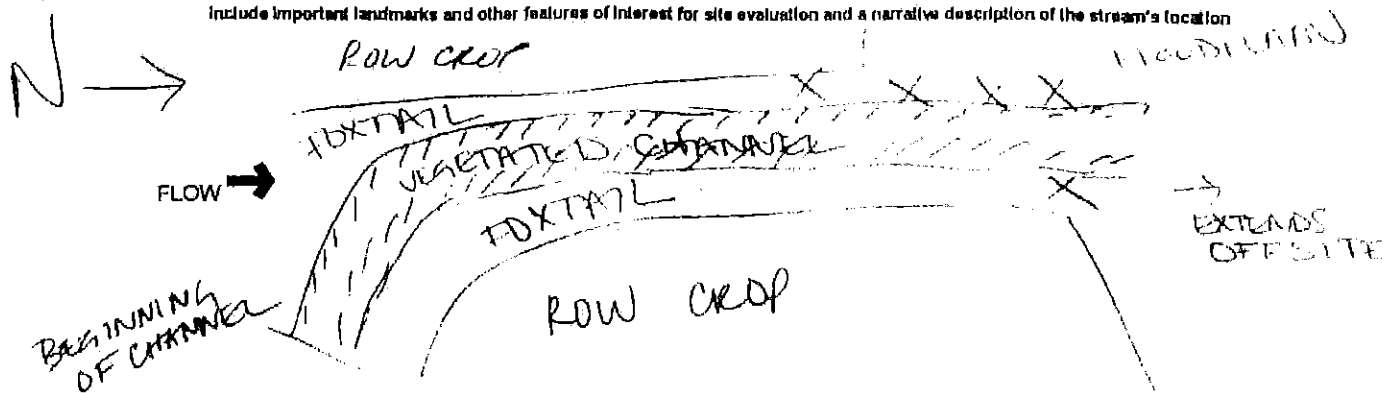 Include important landmarks and other features of interest for site evaluation and a narrative description of the stream's location
N
ROW CROP
FOXTAIL
VEGETATED CHANNEL
FLOW
FOXTAIL
EXTENDS
OFF SITE
ROW CROP
BEGINNING
OF CHANNEL
X X X X
X